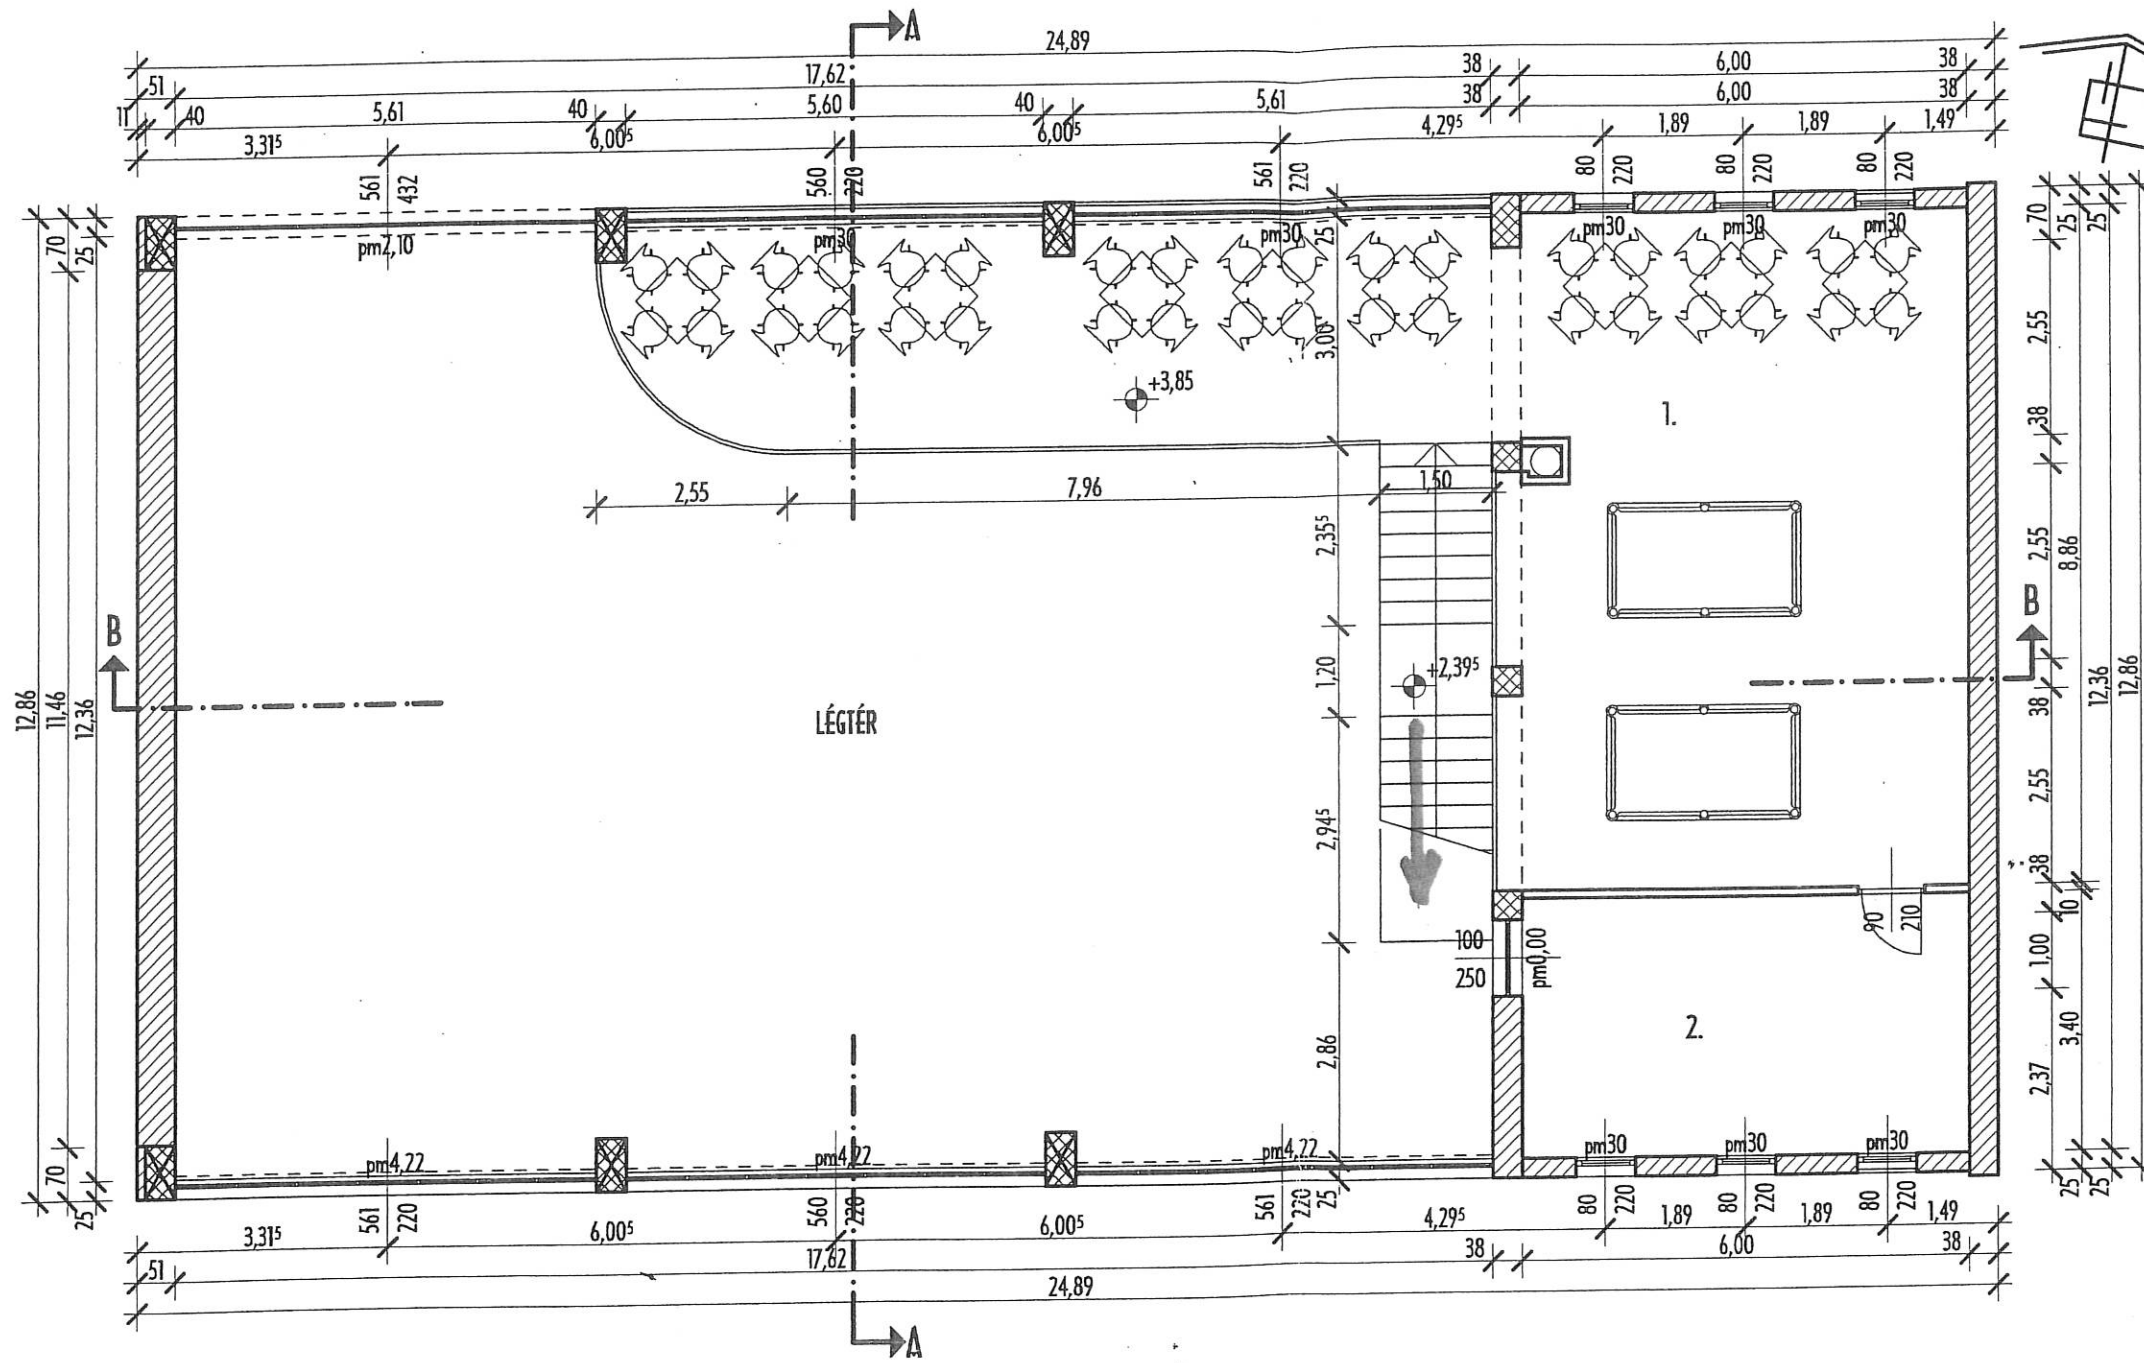 A
24,89
17,62 38 6,00 38
51
11 40 5,61 40 5,60 40 5,61 38 6,00 38
3,31⁵ 6,00⁵ 6,00⁵ 4,29⁵ 1,89 1,89 1,49
561 432 560 220 561 220 80 220 80 220 80 220
pm2,10 pm30 pm30 pm30 pm30 pm30
70 25 25 70 25 25
3,00 2,55
+3,85
1. 38
2,55 7,96 1,50
2,35⁵ 2,55 8,86
B B
12,86 11,46 12,36 LÉGTÉR 1,20 +2,39⁵ 38 12,36 12,86
2,94⁵ 2,55
38
90 210 10
100 250 pm0,00 1,00
2. 3,40
2,86 2,37
pm4,22 pm4,22 pm4,22 pm30 pm30 pm30
70 25 25 25 25
561 220 560 220 561 220 80 220 80 220 80 220
3,31⁵ 6,00⁵ 6,00⁵ 4,29⁵ 1,89 1,89 1,49
51 17,62 38 6,00 38
24,89
A